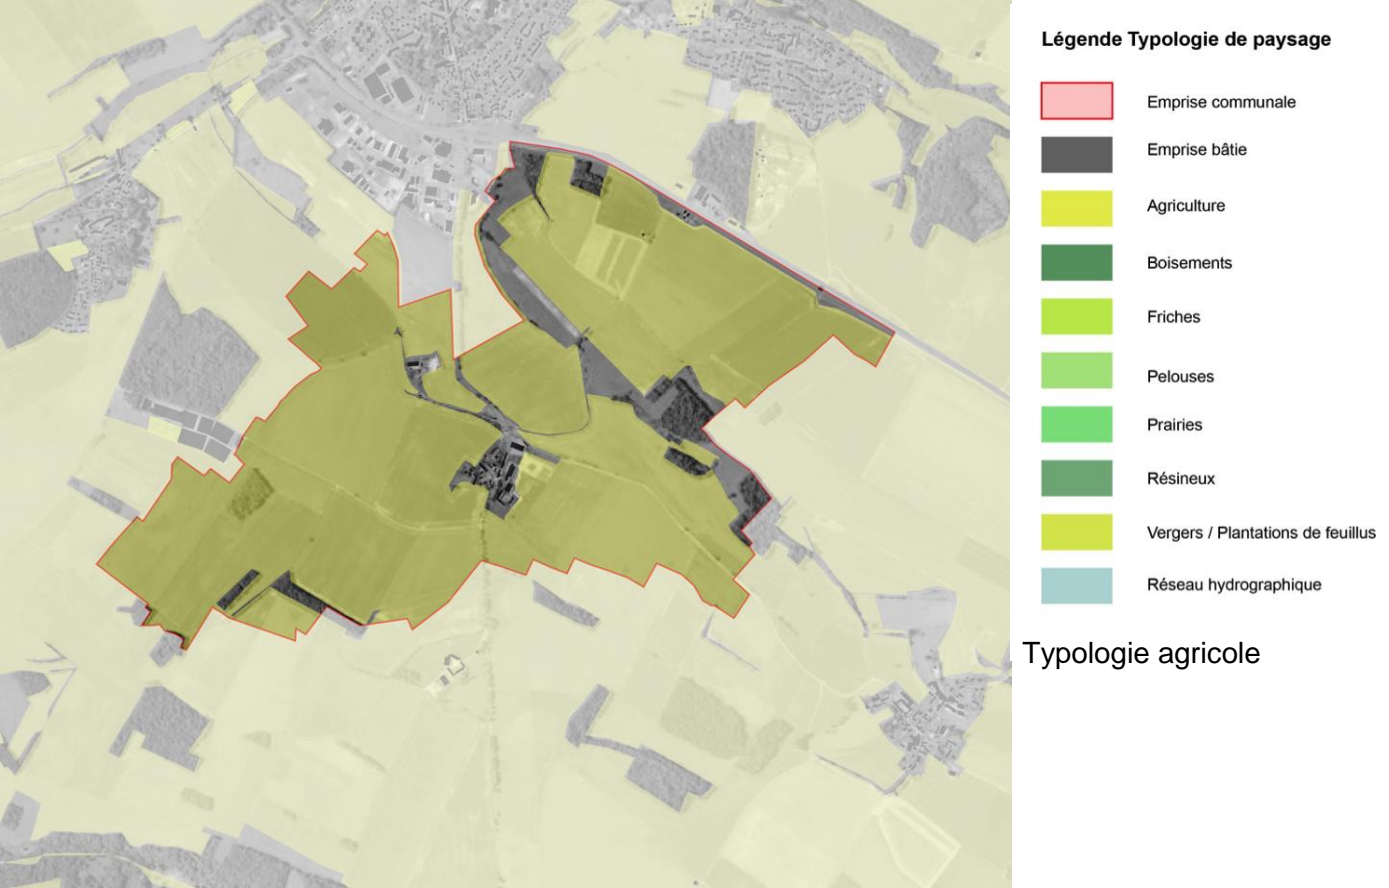 Légende Typologie de paysage
Emprise communale
Emprise bâtie
Agriculture
Boisements
Friches
Pelouses
Prairies
Résineux
Vergers / Plantations de feuillus
Réseau hydrographique
Typologie agricole